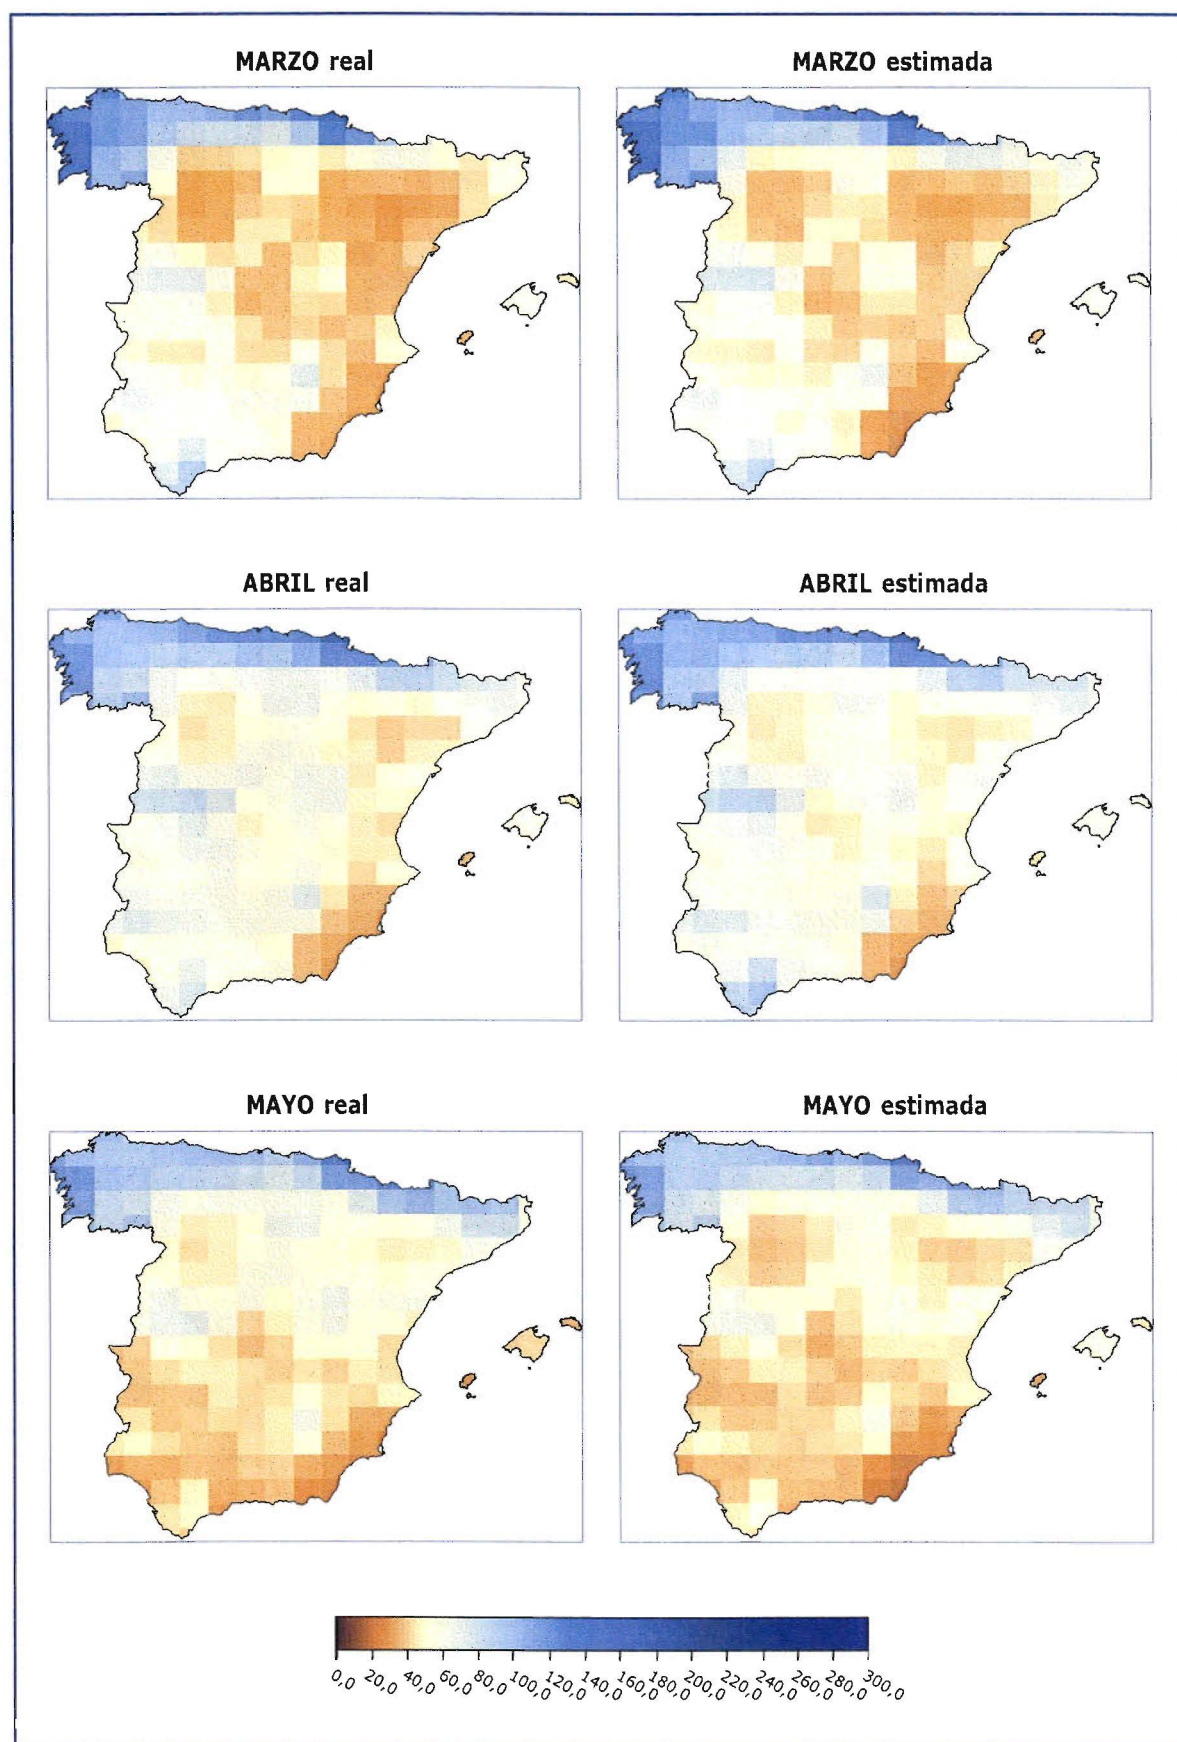 MARZO real
MARZO estimada
ABRIL real
ABRIL estimada
MAYO real
MAYO estimada
0,0 20,0 40,0 60,0 80,0 100,0 120,0 140,0 160,0 180,0 200,0 220,0 240,0 260,0 280,0 300,0